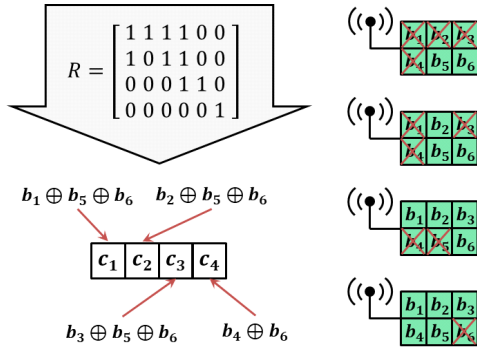 R =
1 1 1 1 0 0
1 0 1 1 0 0
0 0 0 1 1 0
0 0 0 0 0 1
b₁ ⊕ b₅ ⊕ b₆ b₂ ⊕ b₅ ⊕ b₆
c₁ c₂ c₃ c₄
b₃ ⊕ b₅ ⊕ b₆ b₄ ⊕ b₆
b₁ b₂ b₃
b₄ b₅ b₆
b₁ b₂ b₃
b₄ b₅ b₆
b₁ b₂ b₃
b₄ b₅ b₆
b₁ b₂ b₃
b₄ b₅ b₆